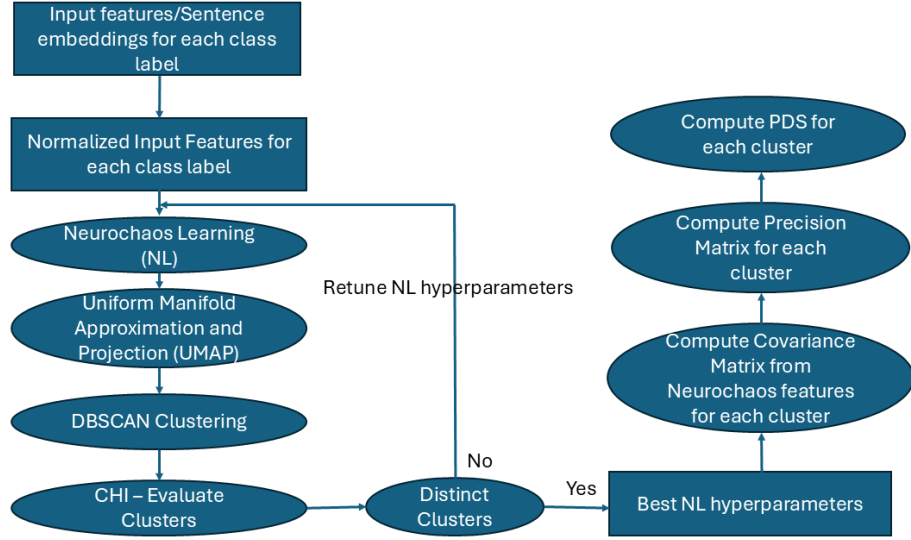 Input features/Sentence
embeddings for each class
label
Normalized Input Features for
each class label
Neurochaos Learning
(NL)
Uniform Manifold
Approximation and
Projection (UMAP)
DBSCAN Clustering
CHI – Evaluate
Clusters
Retune NL hyperparameters
No
Distinct
Clusters
Yes
Best NL hyperparameters
Compute Covariance
Matrix from
Neurochaos features
for each cluster
Compute Precision
Matrix for each
cluster
Compute PDS for
each cluster